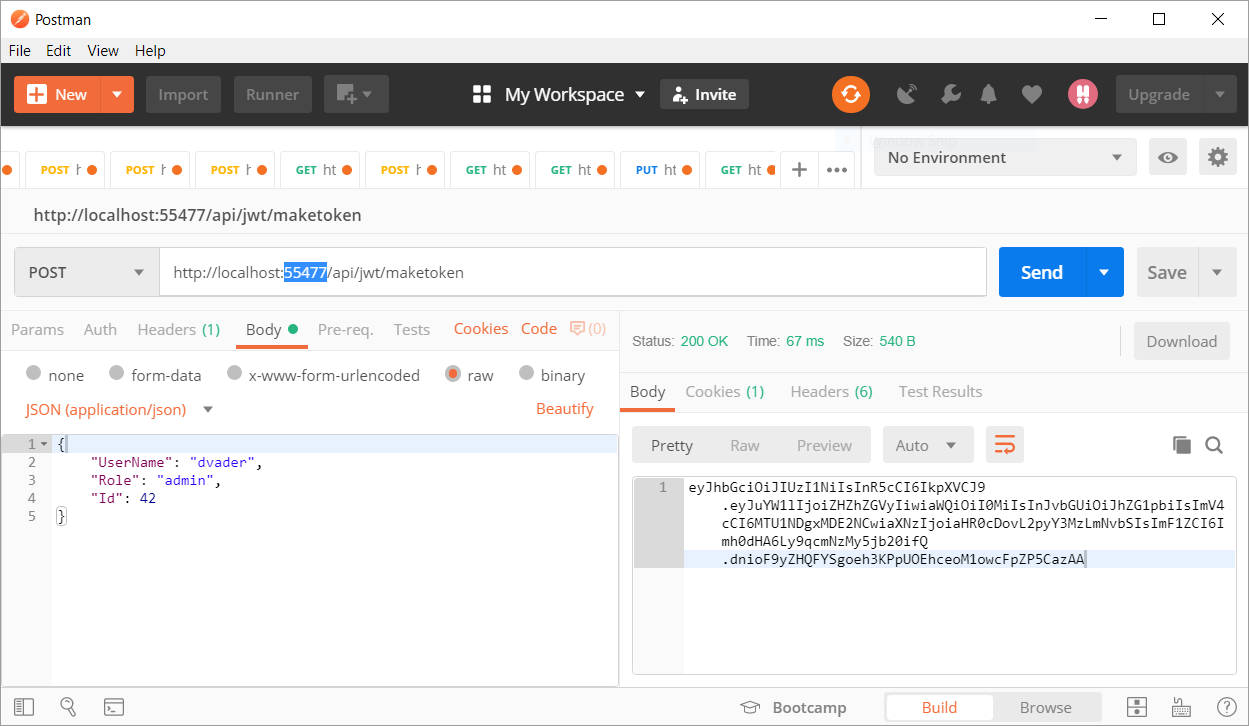 Postman
File Edit View Help
New Import Runner My Workspace Invite Upgrade
POST h POST h POST h GET ht POST h GET ht GET ht PUT ht GET ht No Environment
http://localhost:55477/api/jwt/maketoken
POST http://localhost:55477/api/jwt/maketoken Send Save
Params Auth Headers (1) Body Pre-req. Tests Cookies Code (0)
Status: 200 OK Time: 67 ms Size: 540 B Download
none form-data x-www-form-urlencoded raw binary
JSON (application/json) Beautify
1 {
2 "UserName": "dvader",
3 "Role": "admin",
4 "Id": 42
5 }
Body Cookies (1) Headers (6) Test Results
Pretty Raw Preview Auto
1 eyJhbGciOiJIUzI1NiIsInR5cCI6IkpXVCJ9
.eyJuYW1lIjoiZHZhZGVyIiwiaWQiOiI0MiIsInJvbGUiOiJhZG1pbiIsImV4
cCI6MTU1NDgxMDE2NCwiaXNzIjoiaHR0cDovL2pyY3MzLmNvbSIsImF1ZCI6I
mh0dHA6Ly9qcmNzMy5jb20ifQ
.dnioF9yZHQFYSgoeh3KPpUOEhceoM1owcFpZP5CazAA
Bootcamp Build Browse